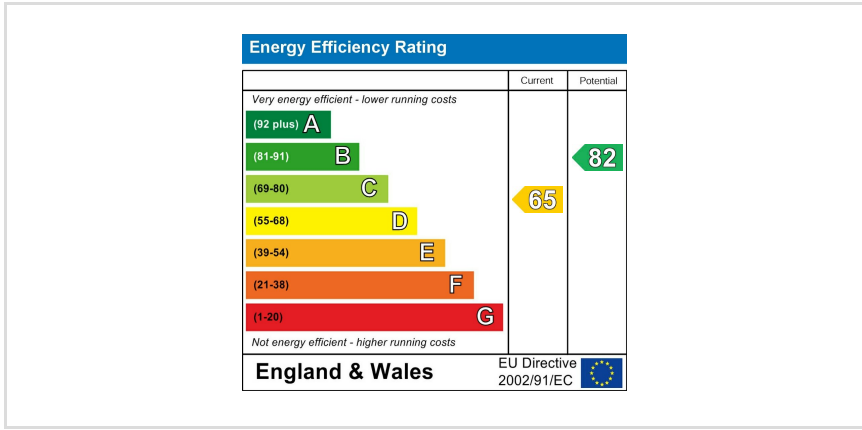 Energy Efficiency Rating
Current Potential
Very energy efficient - lower running costs
(92 plus) A
(81-91) B
82
(69-80) C
65
(55-68) D
(39-54) E
(21-38) F
(1-20) G
Not energy efficient - higher running costs
England & Wales
EU Directive
2002/91/EC